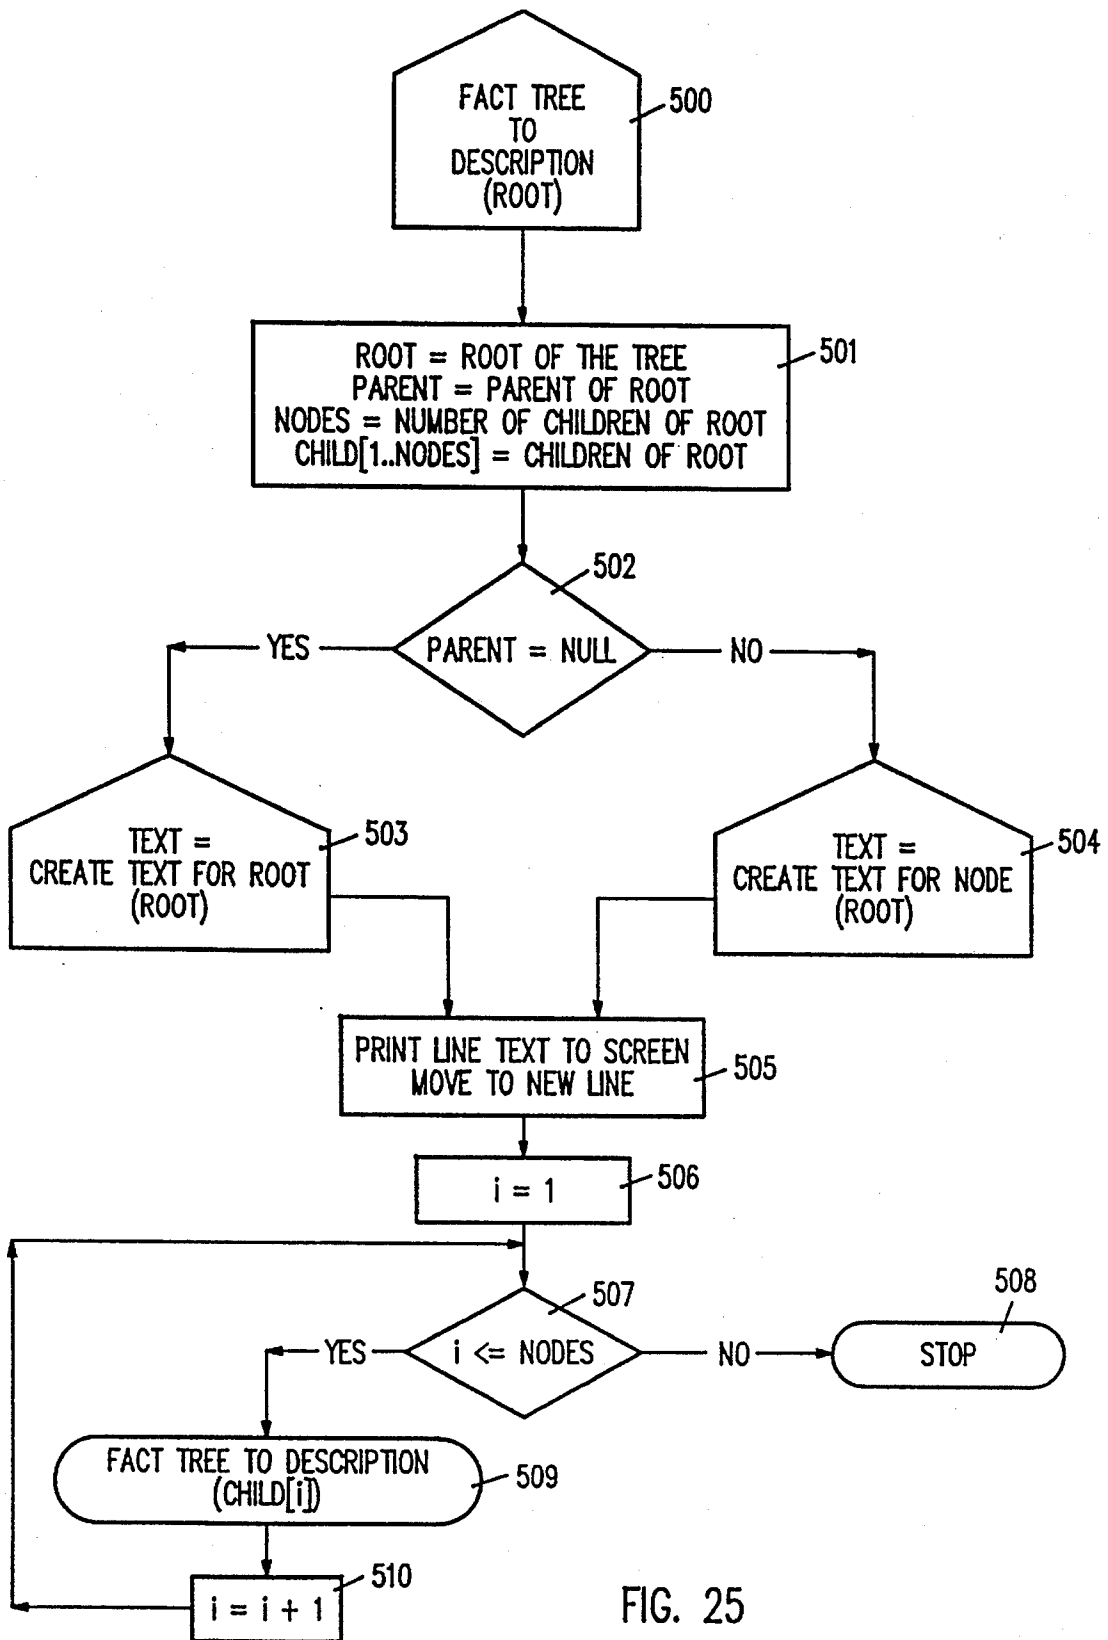 FACT TREE
TO
DESCRIPTION
(ROOT)
500
ROOT = ROOT OF THE TREE
PARENT = PARENT OF ROOT
NODES = NUMBER OF CHILDREN OF ROOT
CHILD[1..NODES] = CHILDREN OF ROOT
501
502
YES
PARENT = NULL
NO
TEXT =
CREATE TEXT FOR ROOT
(ROOT)
503
TEXT =
CREATE TEXT FOR NODE
(ROOT)
504
PRINT LINE TEXT TO SCREEN
MOVE TO NEW LINE
505
i = 1
506
507
YES
i <= NODES
NO
508
STOP
FACT TREE TO DESCRIPTION
(CHILD[i])
509
510
i = i + 1
FIG. 25